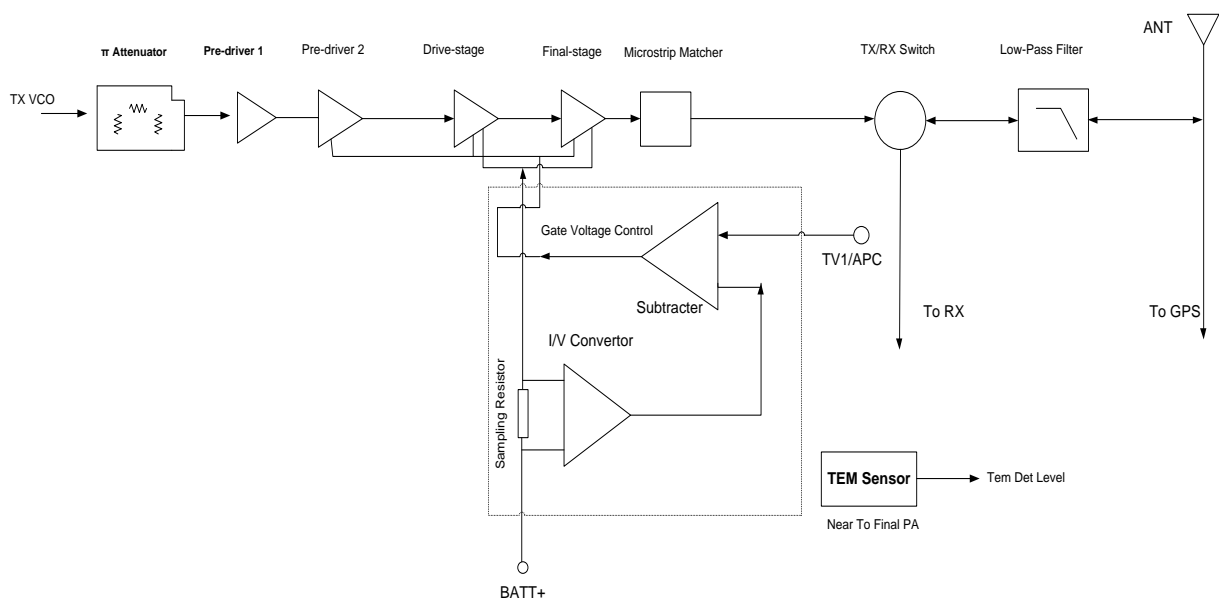 ANT
π Attenuator
Pre-driver 1
Pre-driver 2
Drive-stage
Final-stage
Microstrip Matcher
TX/RX Switch
Low-Pass Filter
TX VCO
Gate Voltage Control
TV1/APC
Subtracter
To RX
To GPS
I/V Convertor
Sampling Resistor
TEM Sensor
Tem Det Level
Near To Final PA
BATT+